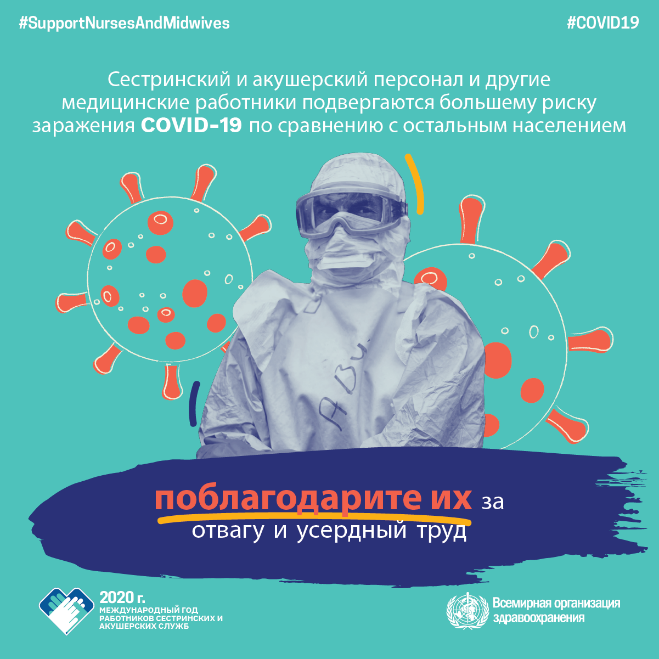 #SupportNursesAndMidwives
#COVID19
Сестринский и акушерский персонал и другие
медицинские работники подвергаются большему риску
заражения COVID-19 по сравнению с остальным населением
поблагодарите их за
отвагу и усердный труд
2020 г.
МЕЖДУНАРОДНЫЙ ГОД
РАБОТНИКОВ СЕСТРИНСКИХ И
АКУШЕРСКИХ СЛУЖБ
Всемирная организация
здравоохранения